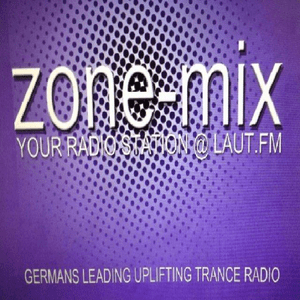 zone-mix
YOUR RADIO STATION @ LAUT.FM
GERMANS LEADING UPLIFTING TRANCE RADIO